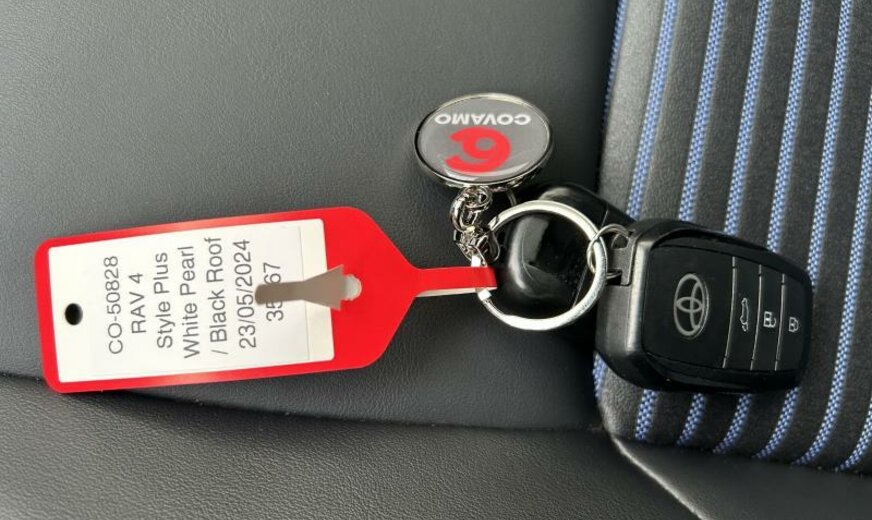 COVAMO
CO-50828
RAV 4
Style Plus
White Pearl
/ Black Roof
23/05/2024